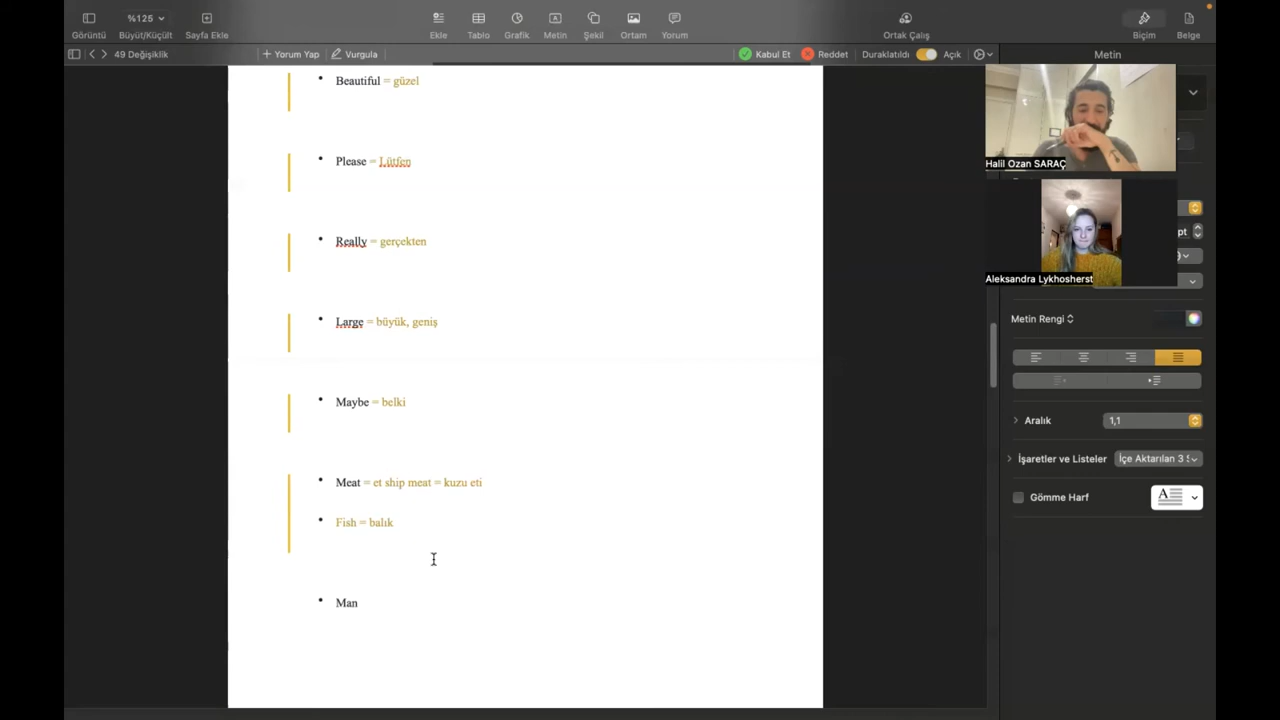 %125
Görüntü
Büyüt/Küçült
Sayfa Ekle
Ekle
Tablo
Grafik
Metin
Şekil
Ortam
Yorum
Ortak Çalış
Biçim
Belge
49 Değişiklik
Yorum Yap
Vurgula
Kabul Et
Reddet
Duraklatıldı
Açık
Metin
• Beautiful = güzel
• Please = Lütfen
• Really = gerçekten
• Large = büyük, geniş
• Maybe = belki
• Meat = et ship meat = kuzu eti
• Fish = balık
• Man
Halil Ozan SARAÇ
Aleksandra Lykhosherst
pt
Metin Rengi
Aralık
1,1
İşaretler ve Listeler
İçe Aktarılan 3
Gömme Harf
A